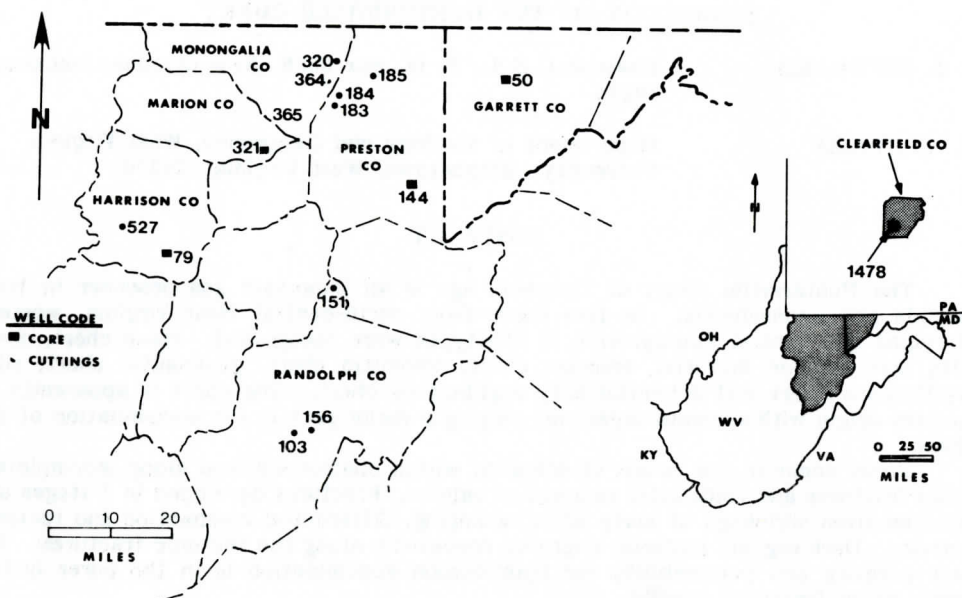 MONONGALIA
CO
320
364
185
184
183
50
GARRETT CO
N
MARION CO
365
321
PRESTON
CO
144
HARRISON CO
527
79
151
WELL CODE
CORE
CUTTINGS
RANDOLPH CO
156
103
0 10 20
MILES
CLEARFIELD CO
N
1478
PA
MD
OH
WV
KY
VA
0 25 50
MILES